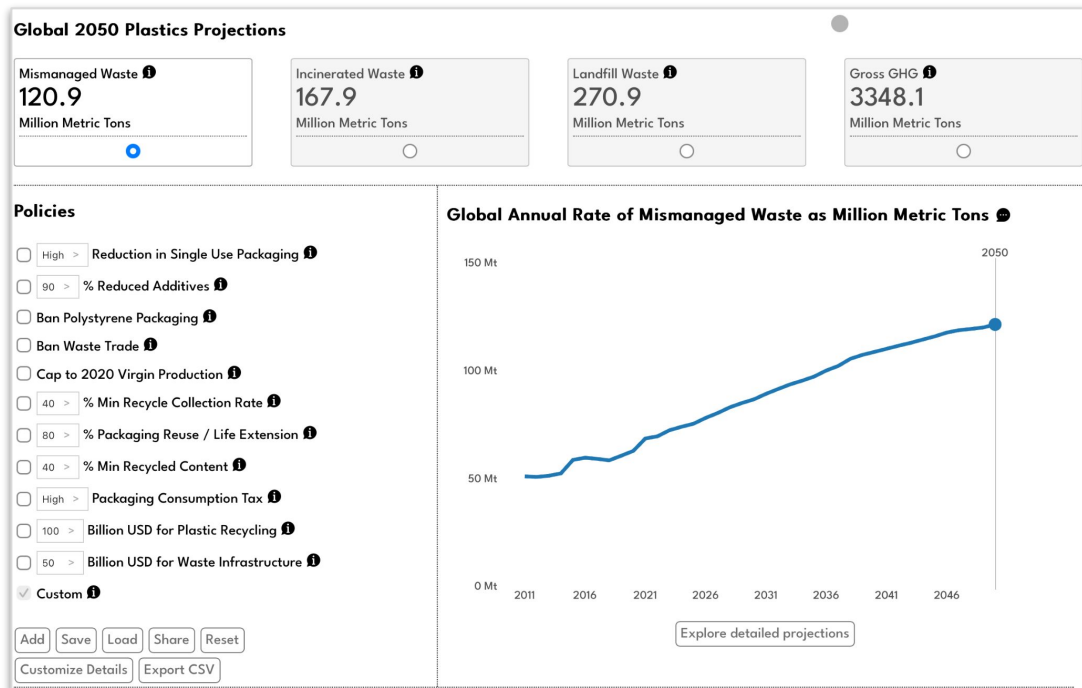 Global 2050 Plastics Projections
Mismanaged Waste
120.9
Million Metric Tons
Incinerated Waste
167.9
Million Metric Tons
Landfill Waste
270.9
Million Metric Tons
Gross GHG
3348.1
Million Metric Tons
Policies
High > Reduction in Single Use Packaging
90 > % Reduced Additives
Ban Polystyrene Packaging
Ban Waste Trade
Cap to 2020 Virgin Production
40 > % Min Recycle Collection Rate
80 > % Packaging Reuse / Life Extension
40 > % Min Recycled Content
High > Packaging Consumption Tax
100 > Billion USD for Plastic Recycling
50 > Billion USD for Waste Infrastructure
Custom
Add Save Load Share Reset
Customize Details Export CSV
Global Annual Rate of Mismanaged Waste as Million Metric Tons
2050
150 Mt
100 Mt
50 Mt
0 Mt
2011 2016 2021 2026 2031 2036 2041 2046
Explore detailed projections